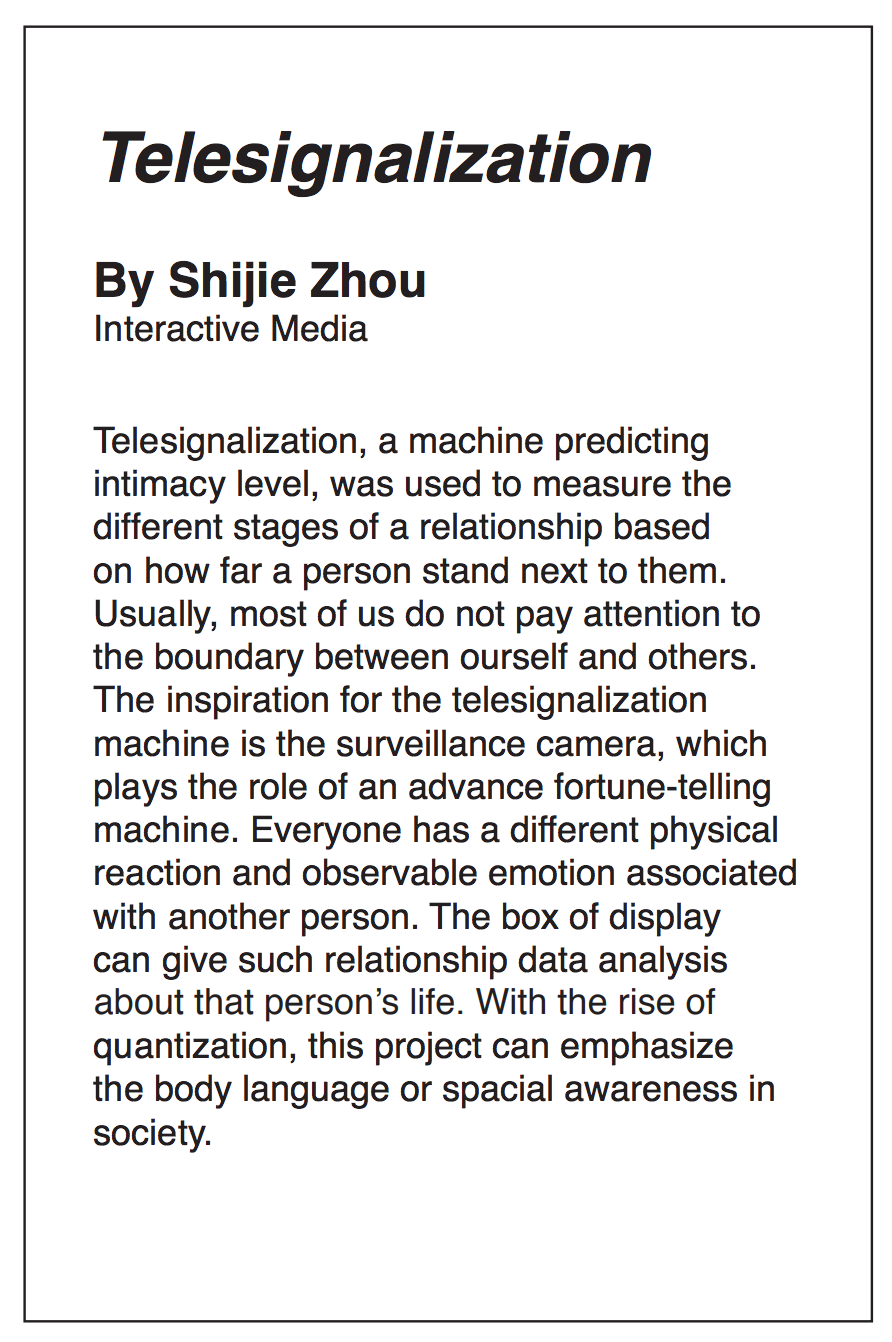 Telesignalization
By Shijie Zhou
Interactive Media
Telesignalization, a machine predicting
intimacy level, was used to measure the
different stages of a relationship based
on how far a person stand next to them.
Usually, most of us do not pay attention to
the boundary between ourself and others.
The inspiration for the telesignalization
machine is the surveillance camera, which
plays the role of an advance fortune-telling
machine. Everyone has a different physical
reaction and observable emotion associated
with another person. The box of display
can give such relationship data analysis
about that person’s life. With the rise of
quantization, this project can emphasize
the body language or spacial awareness in
society.